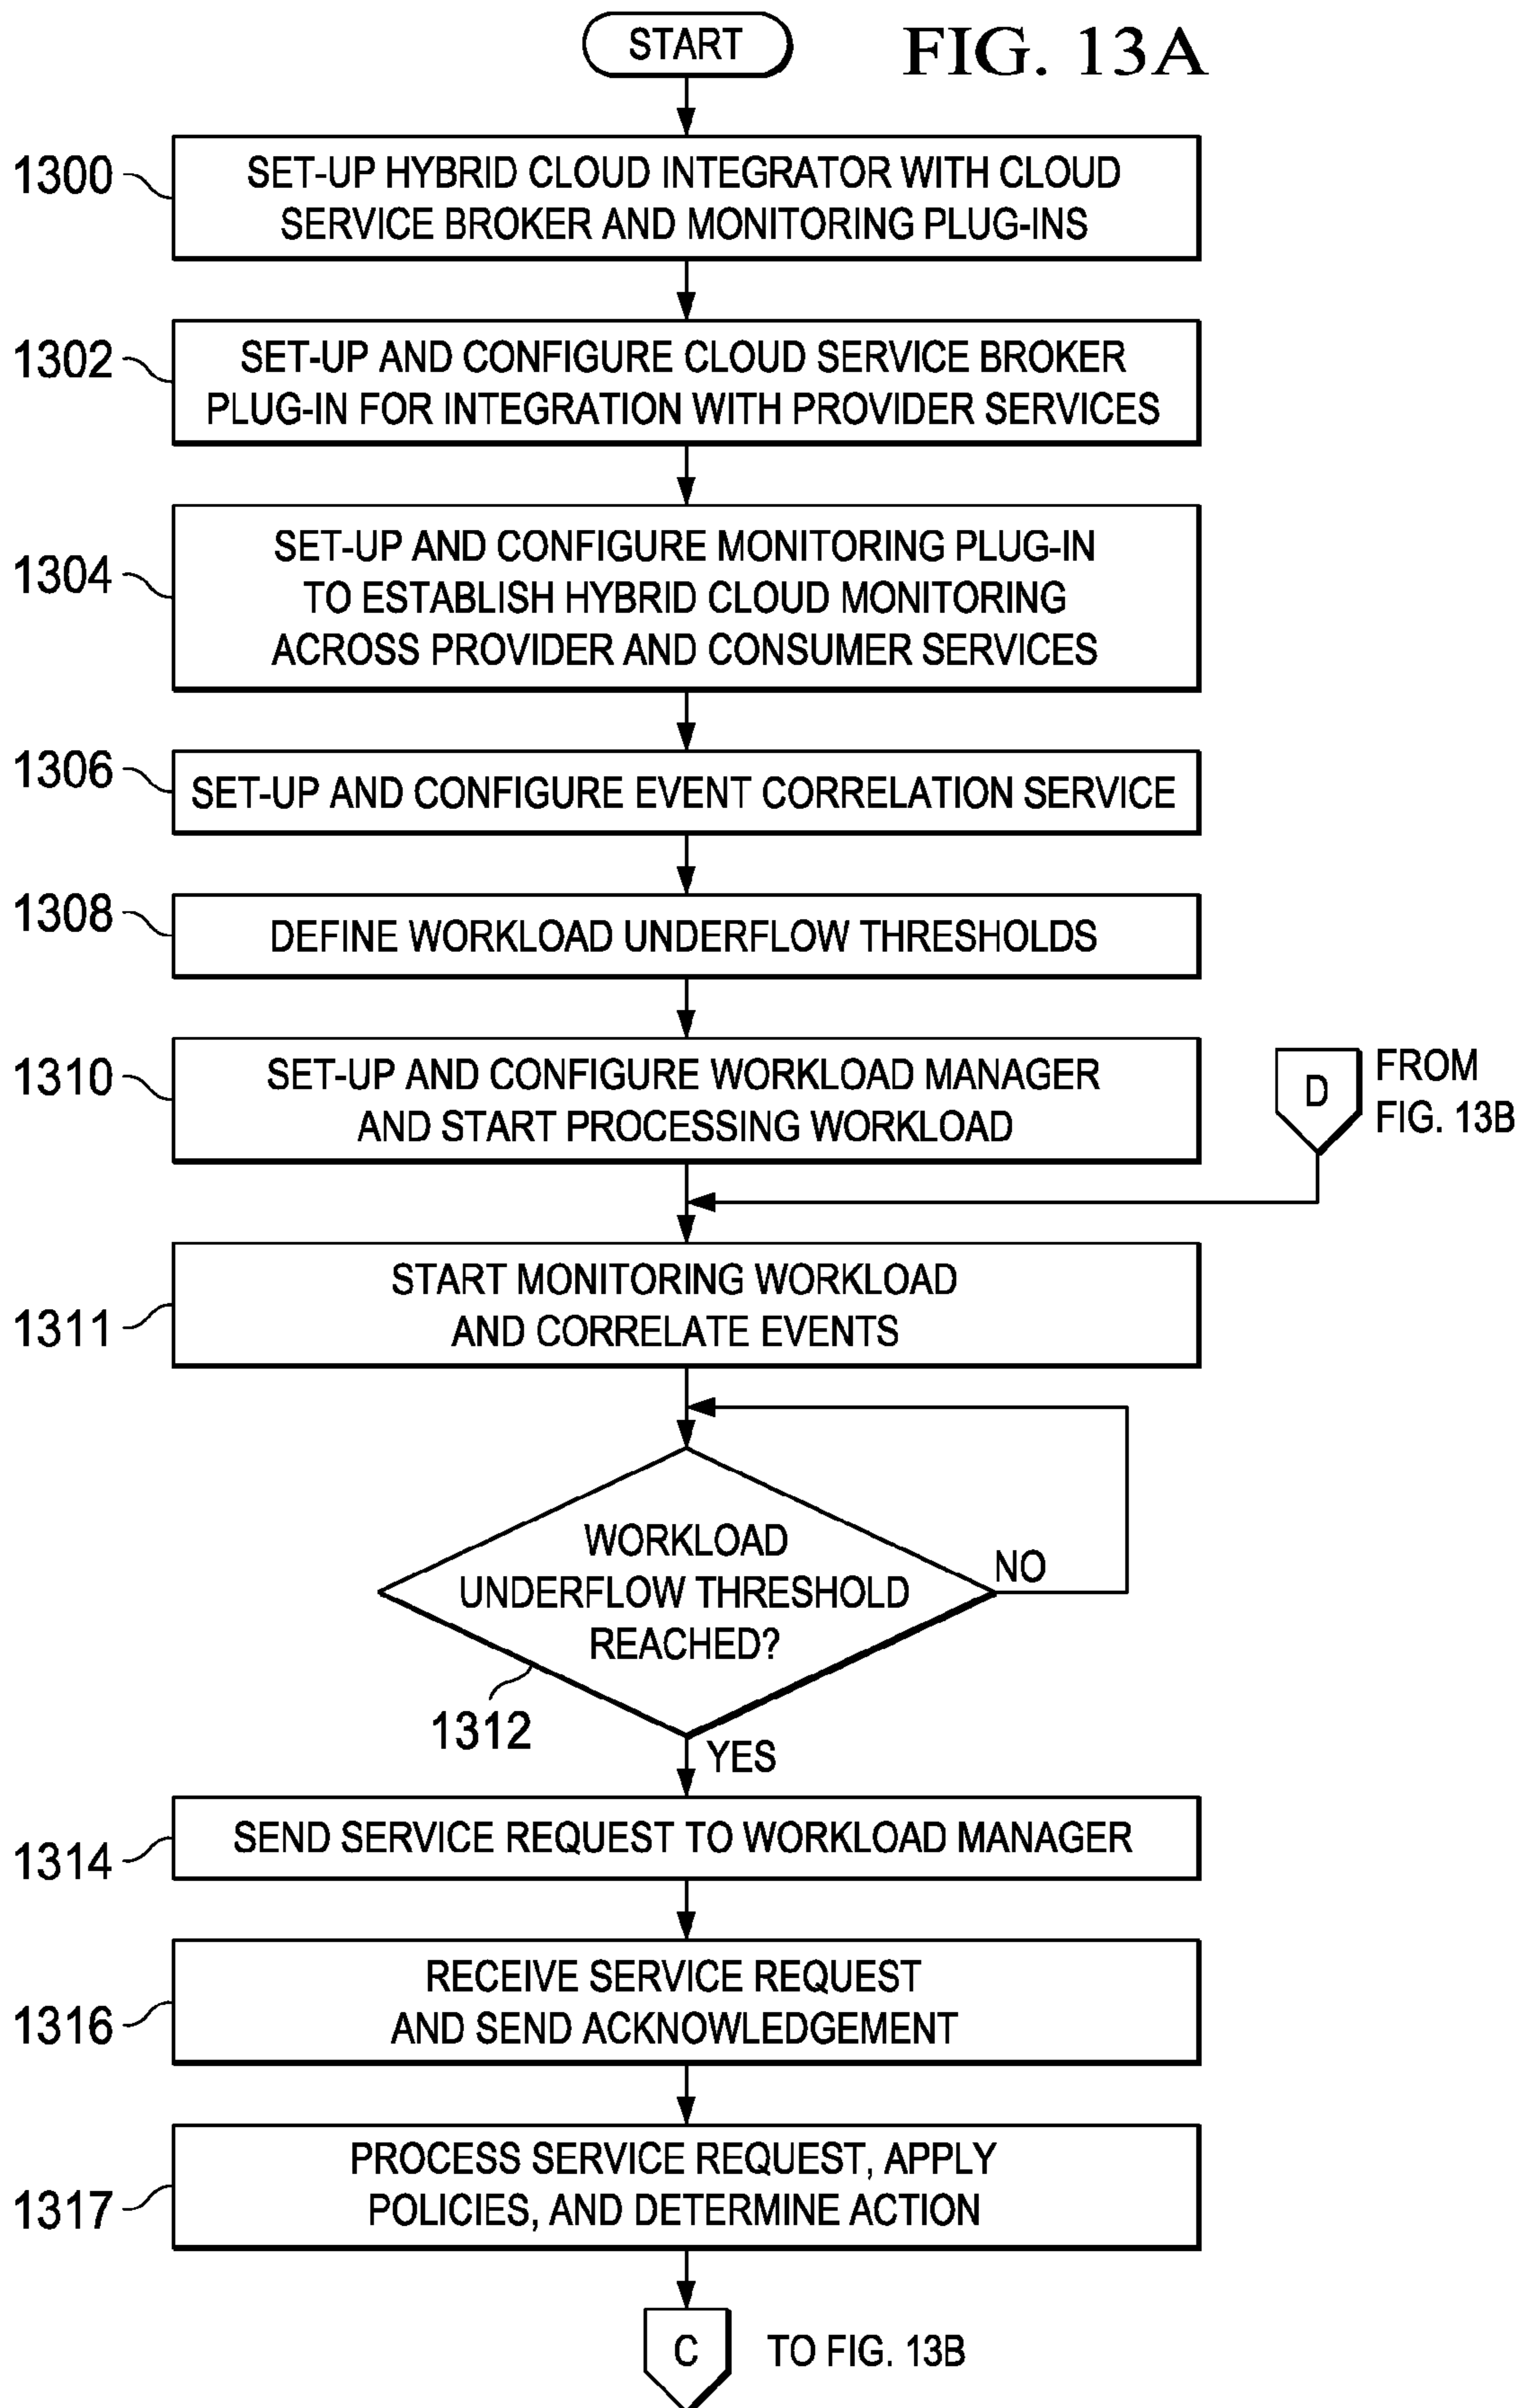 START
FIG. 13A
1300
SET-UP HYBRID CLOUD INTEGRATOR WITH CLOUD
SERVICE BROKER AND MONITORING PLUG-INS
1302
SET-UP AND CONFIGURE CLOUD SERVICE BROKER
PLUG-IN FOR INTEGRATION WITH PROVIDER SERVICES
1304
SET-UP AND CONFIGURE MONITORING PLUG-IN
TO ESTABLISH HYBRID CLOUD MONITORING
ACROSS PROVIDER AND CONSUMER SERVICES
1306
SET-UP AND CONFIGURE EVENT CORRELATION SERVICE
1308
DEFINE WORKLOAD UNDERFLOW THRESHOLDS
1310
SET-UP AND CONFIGURE WORKLOAD MANAGER
AND START PROCESSING WORKLOAD
D
FROM
FIG. 13B
1311
START MONITORING WORKLOAD
AND CORRELATE EVENTS
WORKLOAD
UNDERFLOW THRESHOLD
REACHED?
NO
1312
YES
1314
SEND SERVICE REQUEST TO WORKLOAD MANAGER
1316
RECEIVE SERVICE REQUEST
AND SEND ACKNOWLEDGEMENT
1317
PROCESS SERVICE REQUEST, APPLY
POLICIES, AND DETERMINE ACTION
C
TO FIG. 13B